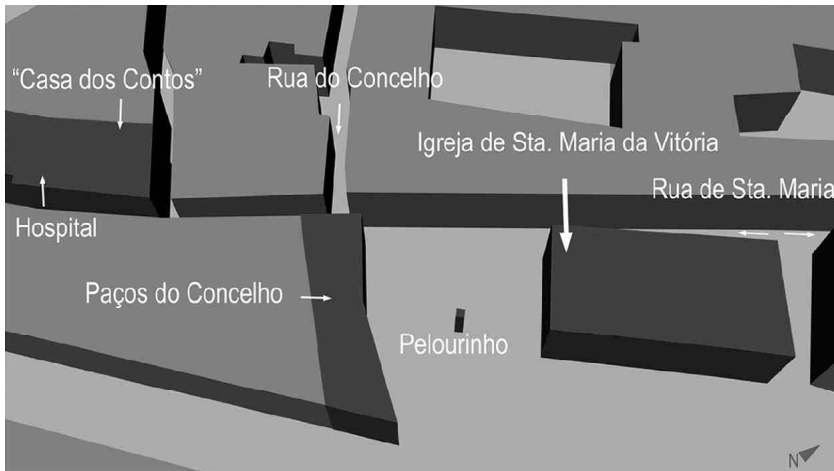 “Casa dos Contos”
Rua do Concelho
Igreja de Sta. Maria da Vitória
Rua de Sta. Maria
Hospital
Paços do Concelho
Pelourinho
N